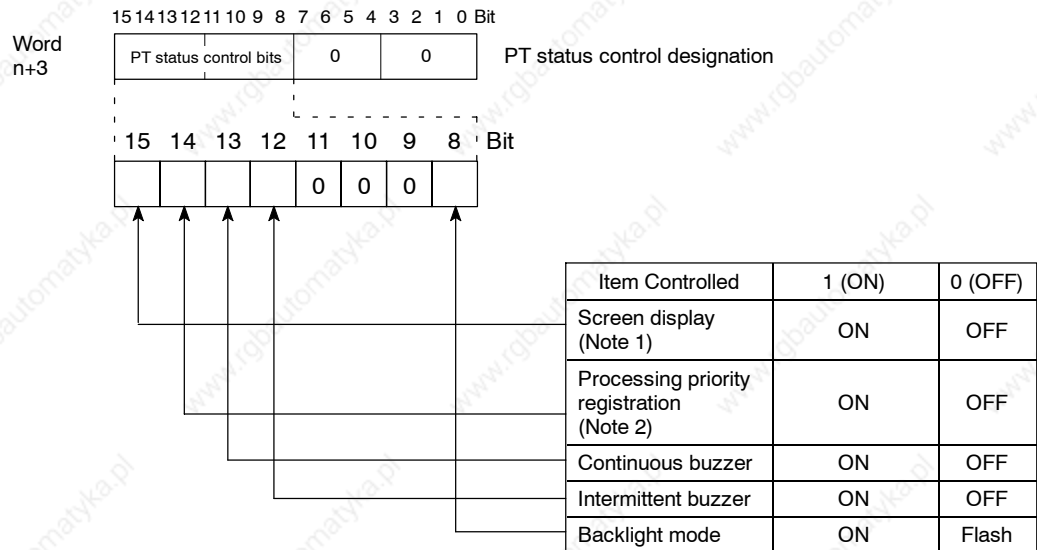 15 14 13 12 11 10 9 8 7 6 5 4 3 2 1 0 Bit
Word
n+3
PT status control bits 0 0
PT status control designation
15 14 13 12 11 10 9 8 Bit
0 0 0
Item Controlled 1 (ON) 0 (OFF)
Screen display
(Note 1)
ON OFF
Processing priority
registration
(Note 2)
ON OFF
Continuous buzzer ON OFF
Intermittent buzzer ON OFF
Backlight mode ON Flash
www.rgbautomatyka.pl